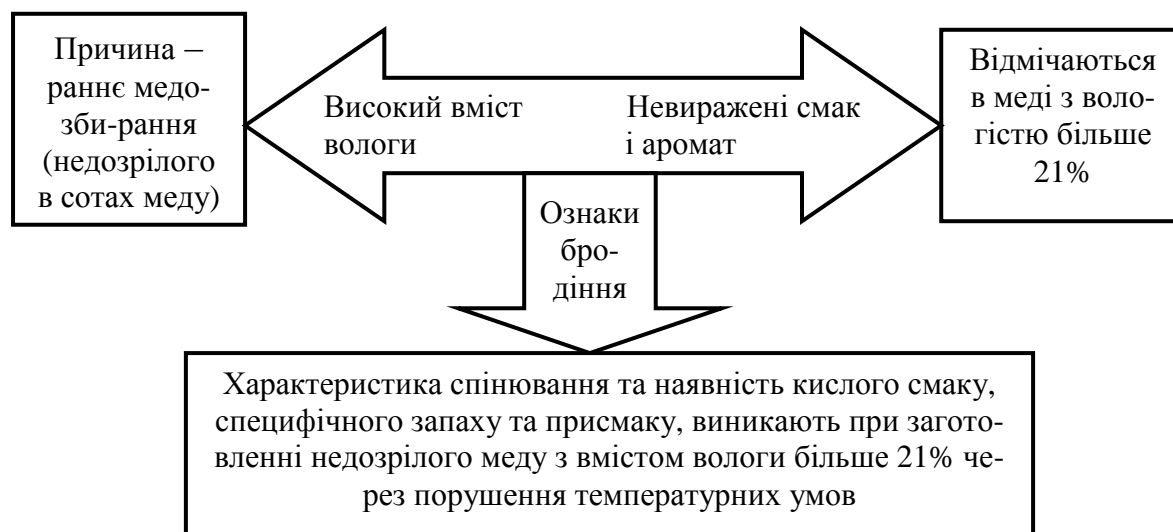 Причина –
раннє медо-
зби-рання
(недозрілого
в сотах меду)
Високий вміст
вологи
Невиражені смак
і аромат
Відмічаються
в меді з воло-
гістю більше
21%
Ознаки
бро-
діння
Характеристика спінювання та наявність кислого смаку,
специфічного запаху та присмаку, виникають при загото-
вленні недозрілого меду з вмістом вологи більше 21% че-
рез порушення температурних умов